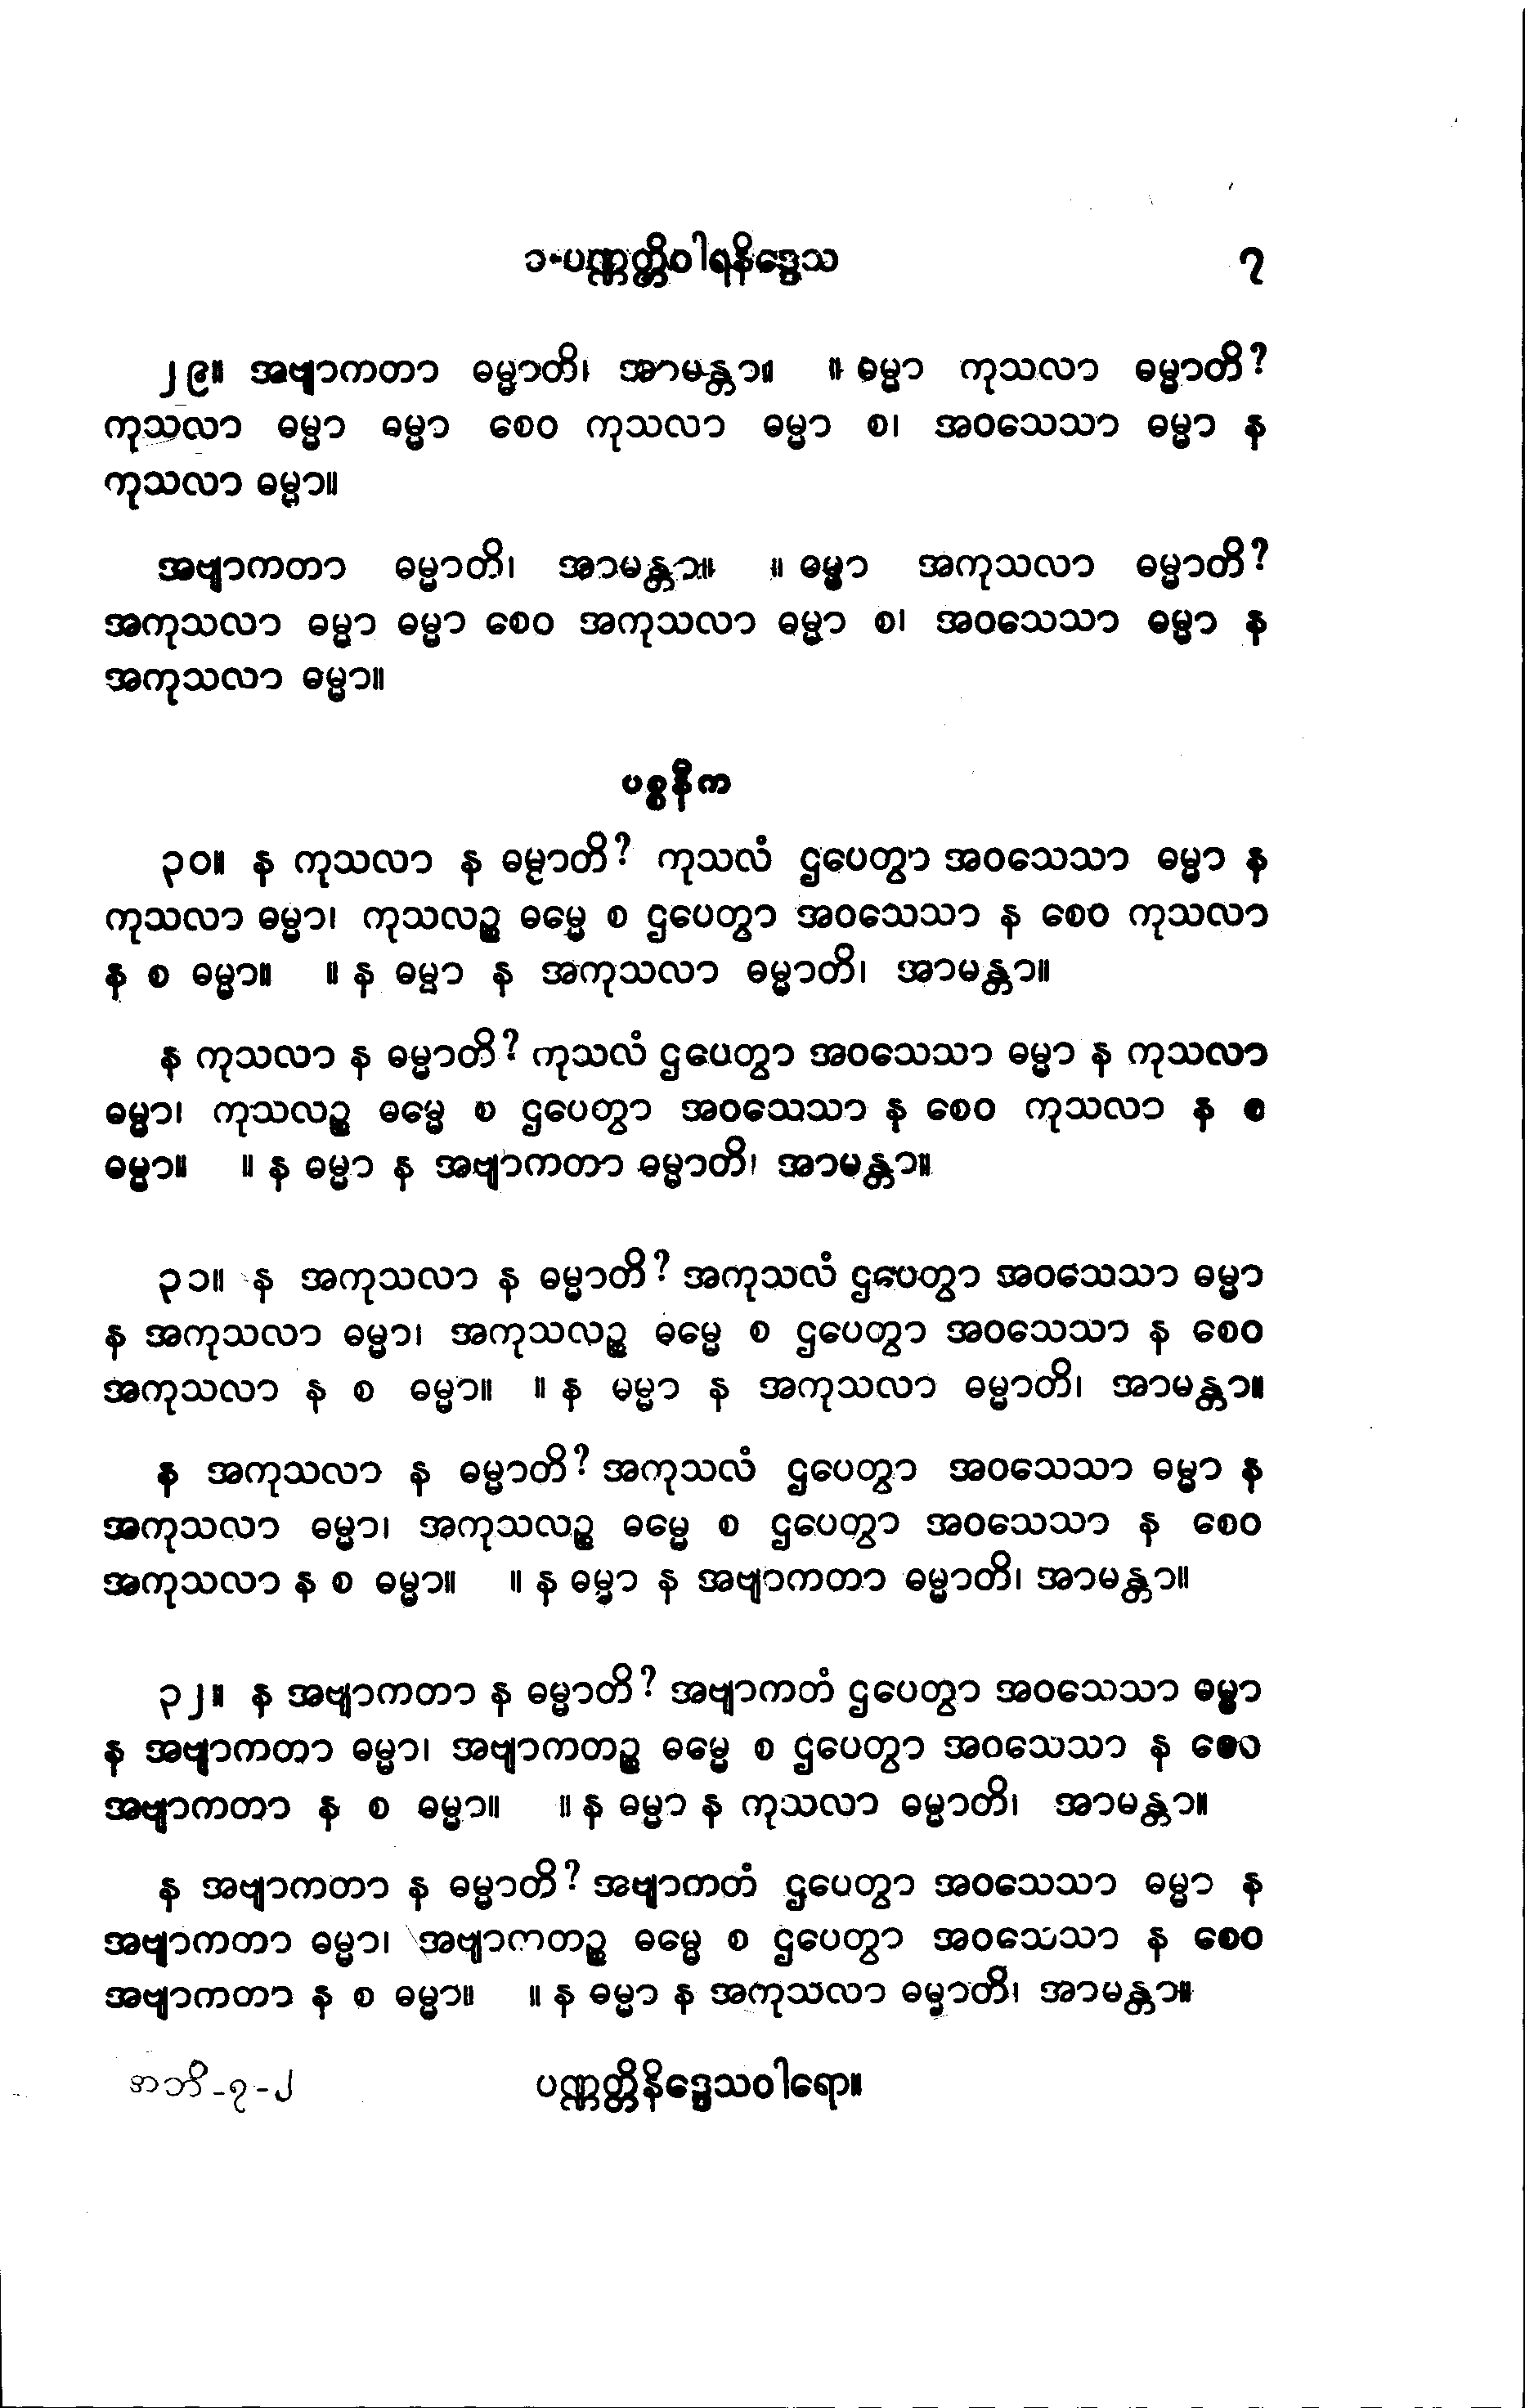 ၁-ပဏ္ဏတ္တိဝါရနိဒ္ဒေသ ၇
၂၉။ အဗျာကတာ ဓမ္မာတိ၊ အာမန္တာ။ ။ ဓမ္မာ ကုသလာ ဓမ္မာတိ?
ကုသလာ ဓမ္မာ ဓမ္မာ စေဝ ကုသလာ ဓမ္မာ စ၊ အဝသေသာ ဓမ္မာ န
ကုသလာ ဓမ္မာ။
အဗျာကတာ ဓမ္မာတိ၊ အာမန္တာ။ ။ ဓမ္မာ အကုသလာ ဓမ္မာတိ?
အကုသလာ ဓမ္မာ ဓမ္မာ စေဝ အကုသလာ ဓမ္မာ စ၊ အဝသေသာ ဓမ္မာ န
အကုသလာ ဓမ္မာ။
ပစ္စနီက
၃၀။ န ကုသလာ န ဓမ္မာတိ? ကုသလံ ဌပေတွာ အဝသေသာ ဓမ္မာ န
ကုသလာ ဓမ္မာ၊ ကုသလဉ္စ ဓမ္မေ စ ဌပေတွာ အဝသေသာ န စေဝ ကုသလာ
န စ ဓမ္မာ။ ။ န ဓမ္မာ န အကုသလာ ဓမ္မာတိ၊ အာမန္တာ။
န ကုသလာ န ဓမ္မာတိ? ကုသလံ ဌပေတွာ အဝသေသာ ဓမ္မာ န ကုသလာ
ဓမ္မာ၊ ကုသလဉ္စ ဓမ္မေ စ ဌပေတွာ အဝသေသာ န စေဝ ကုသလာ န စ
ဓမ္မာ။ ။ န ဓမ္မာ န အဗျာကတာ ဓမ္မာတိ၊ အာမန္တာ။
၃၁။ န အကုသလာ န ဓမ္မာတိ? အကုသလံ ဌပေတွာ အဝသေသာ ဓမ္မာ
န အကုသလာ ဓမ္မာ၊ အကုသလဉ္စ ဓမ္မေ စ ဌပေတွာ အဝသေသာ န စေဝ
အကုသလာ န စ ဓမ္မာ။ ။ န မမ္မာ န အကုသလာ ဓမ္မာတိ၊ အာမန္တာ။
န အကုသလာ န ဓမ္မာတိ? အကုသလံ ဌပေတွာ အဝသေသာ ဓမ္မာ န
အကုသလာ ဓမ္မာ၊ အကုသလဉ္စ ဓမ္မေ စ ဌပေတွာ အဝသေသာ န စေဝ
အကုသလာ န စ ဓမ္မာ။ ။ န ဓမ္မာ န အဗျာကတာ ဓမ္မာတိ၊ အာမန္တာ။
၃၂။ န အဗျာကတာ န ဓမ္မာတိ? အဗျာကတံ ဌပေတွာ အဝသေသာ ဓမ္မာ
န အဗျာကတာ ဓမ္မာ၊ အဗျာကတဉ္စ ဓမ္မေ စ ဌပေတွာ အဝသေသာ န စေဝ
အဗျာကတာ န စ ဓမ္မာ။ ။ န ဓမ္မာ န ကုသလာ ဓမ္မာတိ၊ အာမန္တာ။
န အဗျာကတာ န ဓမ္မာတိ? အဗျာကတံ ဌပေတွာ အဝသေသာ ဓမ္မာ န
အဗျာကတာ ဓမ္မာ၊ အဗျာကတဉ္စ ဓမ္မေ စ ဌပေတွာ အဝသေသာ န စေဝ
အဗျာကတာ န စ ဓမ္မာ။ ။ န ဓမ္မာ န အကုသလာ ဓမ္မာတိ၊ အာမန္တာ။
အဘိ-၇-၂ ပဏ္ဏတ္တိနိဒ္ဒေသဝါရော။